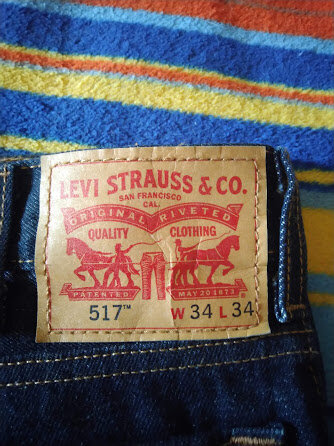 LEVI STRAUSS & CO.
SAN FRANCISCO
CAL.
ORIGINAL RIVETED
QUALITY CLOTHING
PATENTED MAY 20 1873
®
517™ W 34 L 34